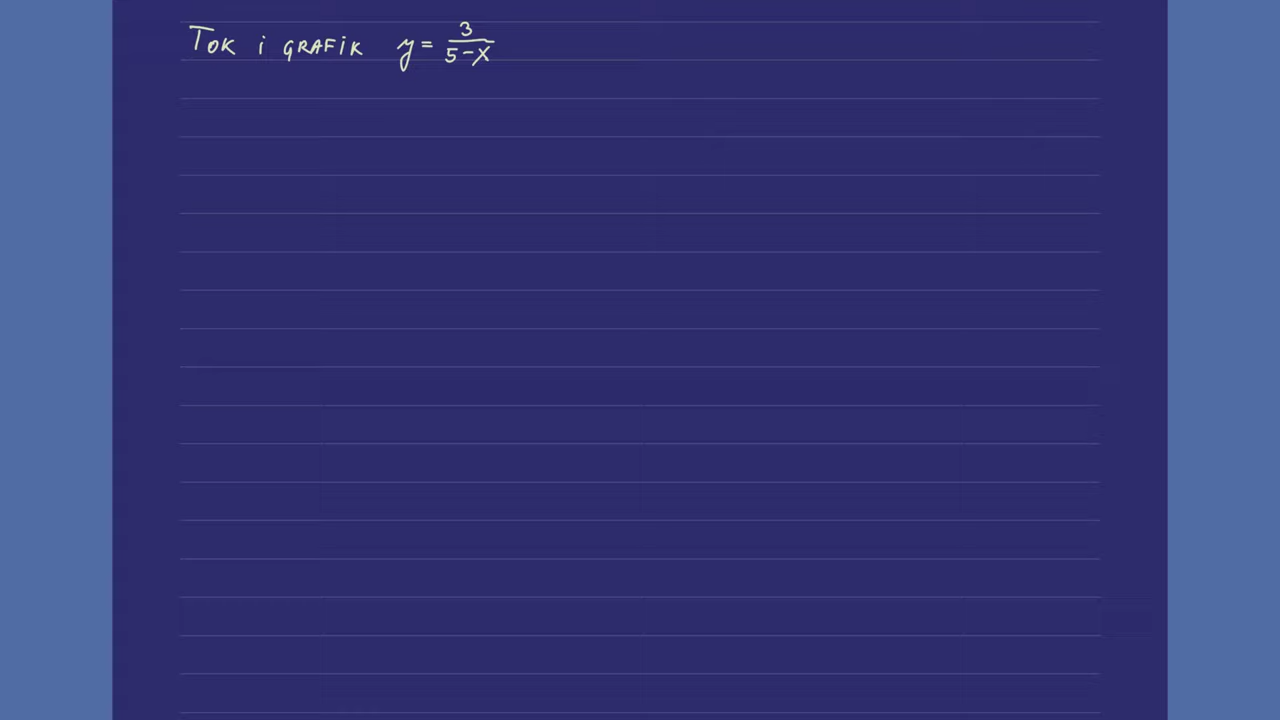 Tok i grafik y = 3/(5-x)